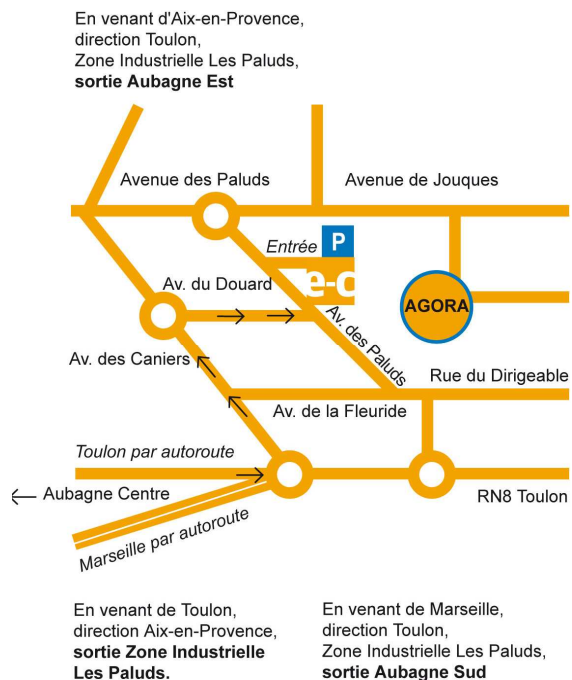 En venant d'Aix-en-Provence,
direction Toulon,
Zone Industrielle Les Paluds,
sortie Aubagne Est
Avenue des Paluds
Avenue de Jouques
Entrée
P
e-c
Av. du Douard
AGORA
Av. des Paluds
Av. des Caniers
Rue du Dirigeable
Av. de la Fleuride
Toulon par autoroute
Aubagne Centre
RN8 Toulon
Marseille par autoroute
En venant de Toulon,
direction Aix-en-Provence,
sortie Zone Industrielle
Les Paluds.
En venant de Marseille,
direction Toulon,
Zone Industrielle Les Paluds,
sortie Aubagne Sud